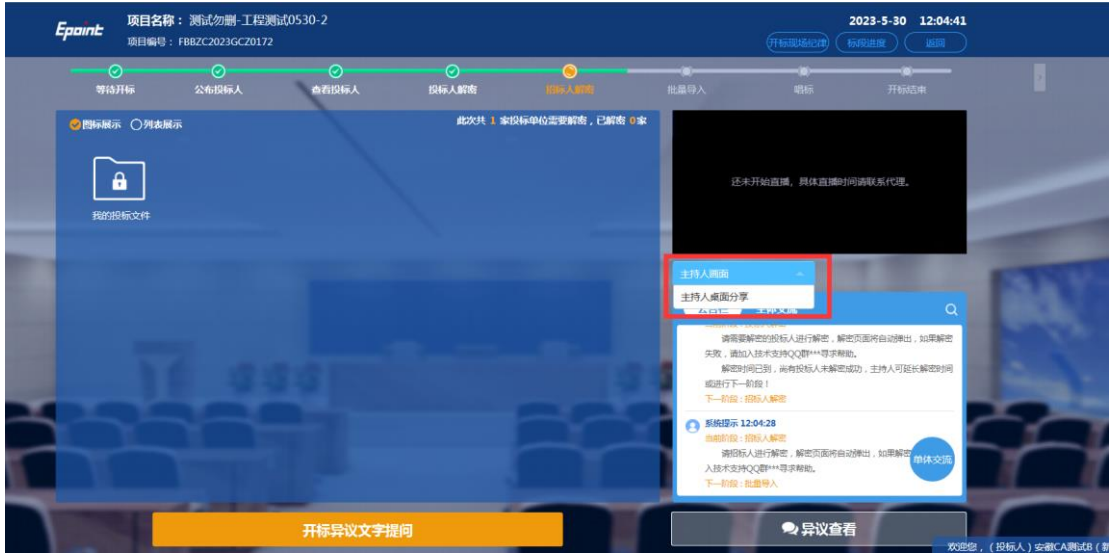 Epoint
项目名称：测试勿删-工程测试0530-2
项目编号：FBBZC2023GCZ0172
2023-5-30 12:04:41
开标现场纪律 标段进度 返回
等待开标 公布投标人 查看投标人 投标人解密 招标人解密 批量导入 唱标 开标结束
图标展示 列表展示
此次共 1 家投标单位需要解密，已解密 0家
我的投标文件
还未开始直播，具体直播时间请联系代理。
主持人画面
主持人桌面分享
请需要解密的投标人进行解密，解密页面将自动弹出，如果解密
失败，请加入技术支持QQ群***寻求帮助。
解密时间已到，尚有投标人未解密成功，主持人可延长解密时间
或进行下一阶段！
下一阶段：招标人解密
系统提示 12:04:28
当前阶段：招标人解密
请招标人进行解密，解密页面将自动弹出，如果解密
入技术支持QQ群***寻求帮助。
下一阶段：批量导入
单体交流
开标异议文字提问
异议查看
欢迎您，（投标人）安徽CA测试B（